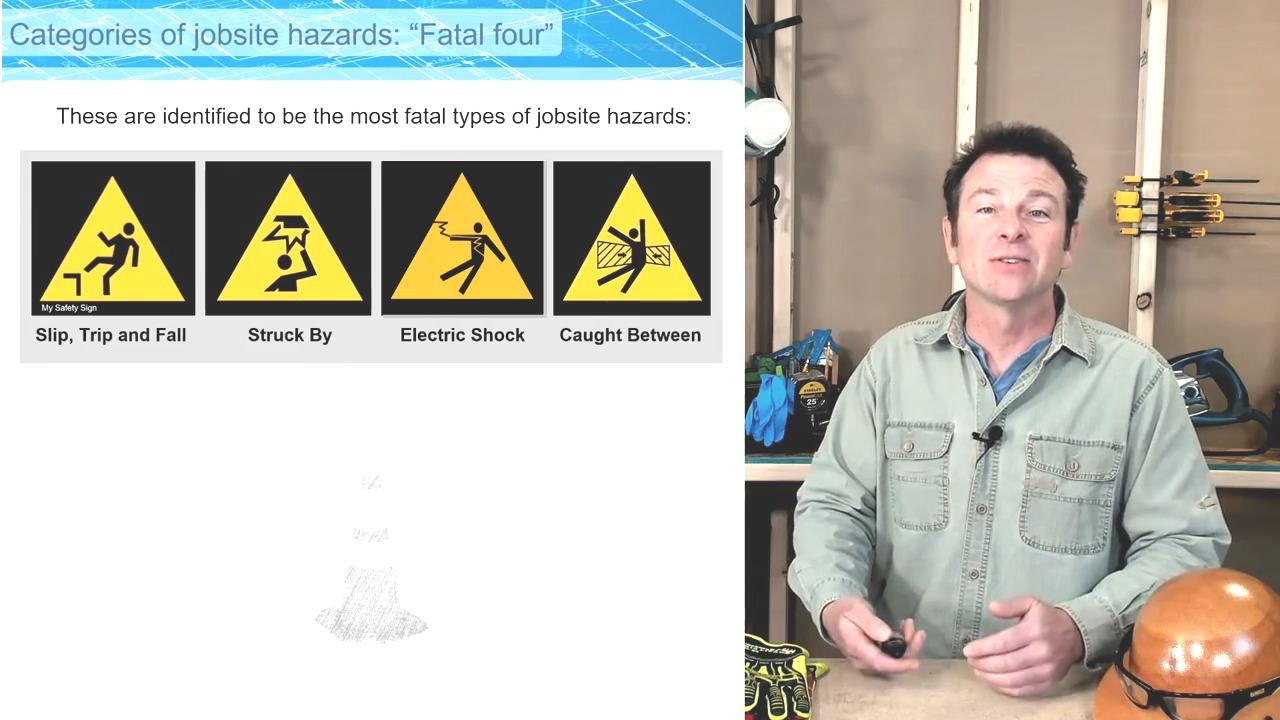 Categories of jobsite hazards: “Fatal four”
These are identified to be the most fatal types of jobsite hazards:
My Safety Sign
Slip, Trip and Fall
Struck By
Electric Shock
Caught Between
STANLEY
25'
DEWALT